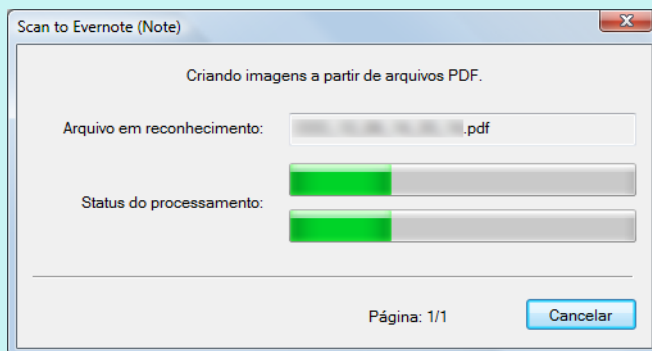 Scan to Evernote (Note)
Criando imagens a partir de arquivos PDF.
Arquivo em reconhecimento: .pdf
Status do processamento:
Página: 1/1 Cancelar